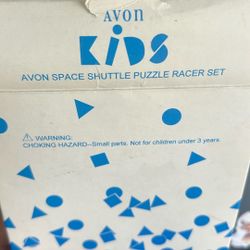 AVON
KiDS
AVON SPACE SHUTTLE PUZZLE RACER SET
WARNING:
CHOKING HAZARD--Small parts. Not for children under 3 years.